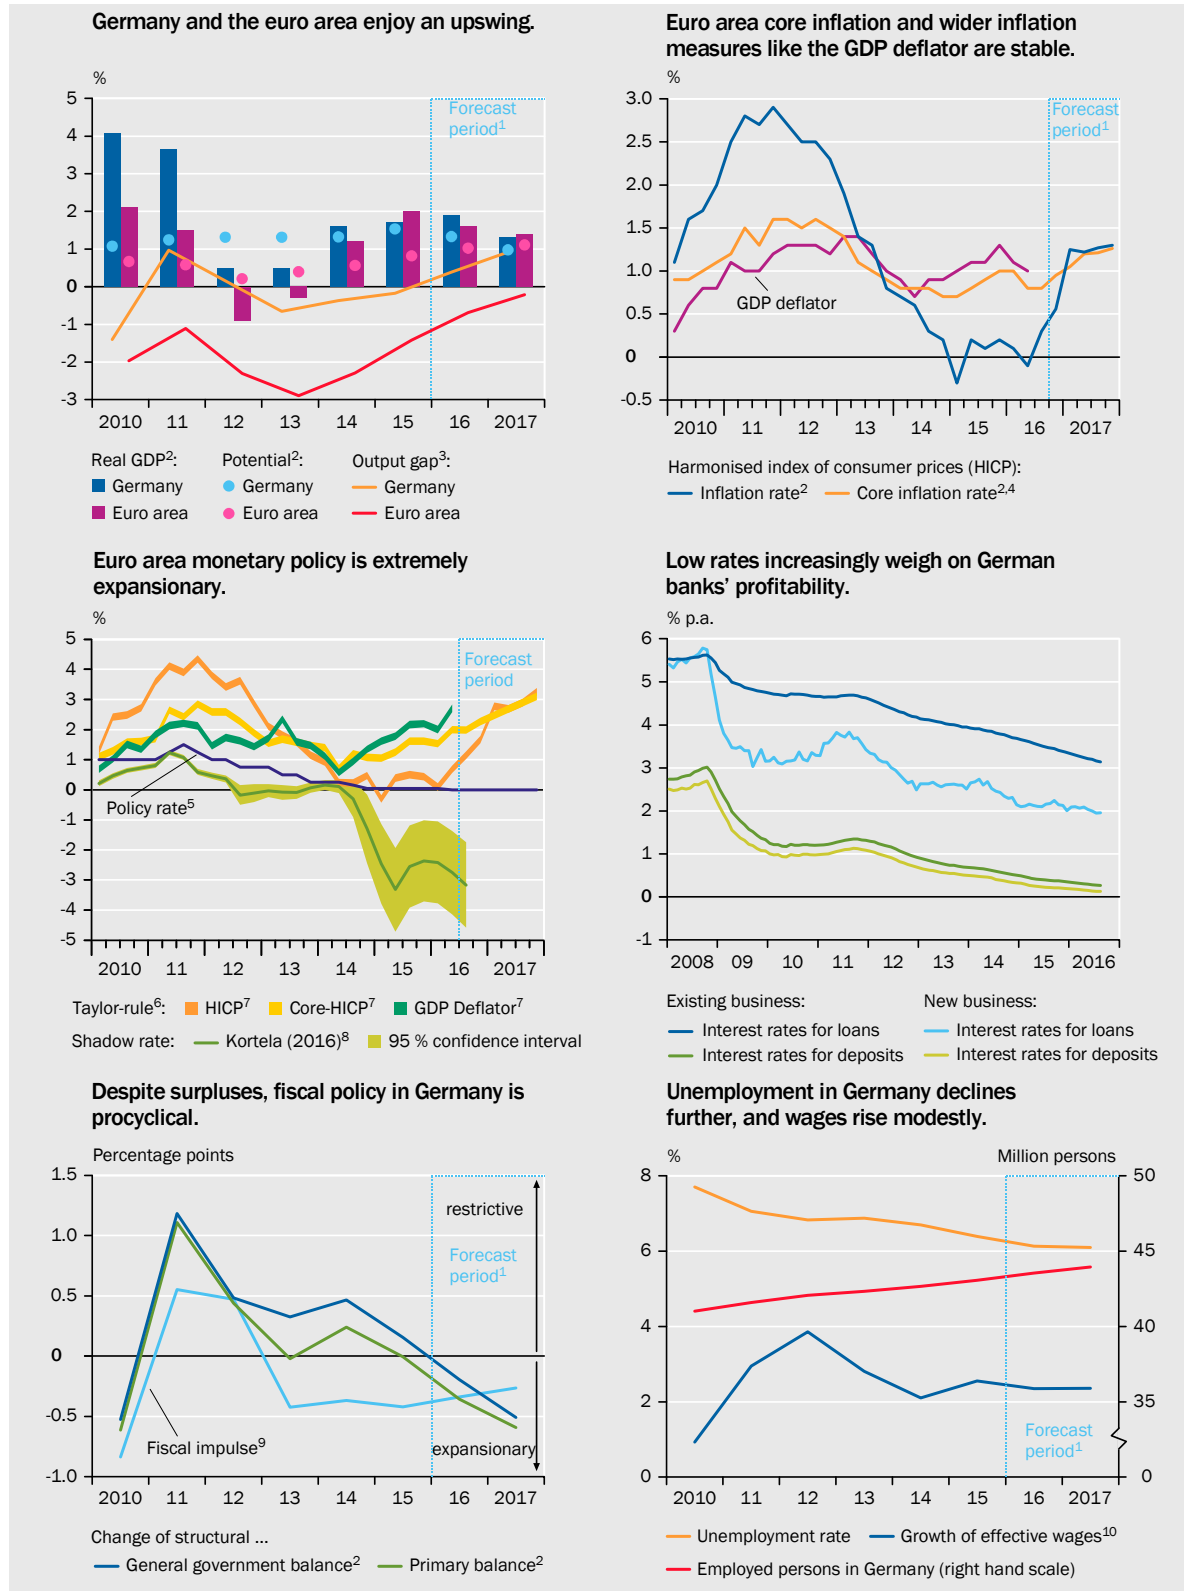 Germany and the euro area enjoy an upswing.
%
5
4
3
2
1
0
-1
-2
-3
Forecast
period1
2010 11 12 13 14 15 16 2017
Real GDP2: Potential2: Output gap3:
Germany Germany Germany
Euro area Euro area Euro area
Euro area core inflation and wider inflation
measures like the GDP deflator are stable.
%
3.0
2.5
2.0
1.5
1.0
0.5
0
-0.5
Forecast
period1
GDP deflator
2010 11 12 13 14 15 16 2017
Harmonised index of consumer prices (HICP):
Inflation rate2 Core inflation rate2,4
Euro area monetary policy is extremely
expansionary.
%
5
4
3
2
1
0
-1
-2
-3
-4
-5
Forecast
period
Policy rate5
2010 11 12 13 14 15 16 2017
Taylor-rule6: HICP7 Core-HICP7 GDP Deflator7
Shadow rate: Kortela (2016)8 95 % confidence interval
Low rates increasingly weigh on German
banks' profitability.
% p.a.
6
5
4
3
2
1
0
-1
2008 09 10 11 12 13 14 15 2016
Existing business: New business:
Interest rates for loans Interest rates for loans
Interest rates for deposits Interest rates for deposits
Despite surpluses, fiscal policy in Germany is
procyclical.
Percentage points
1.5
1.0
0.5
0
-0.5
-1.0
restrictive
Forecast
period1
Fiscal impulse9
expansionary
2010 11 12 13 14 15 16 2017
Change of structural ...
General government balance2 Primary balance2
Unemployment in Germany declines
further, and wages rise modestly.
% Million persons
8 50
6 45
4 40
2 35
0 0
Forecast
period1
2010 11 12 13 14 15 16 2017
Unemployment rate Growth of effective wages10
Employed persons in Germany (right hand scale)